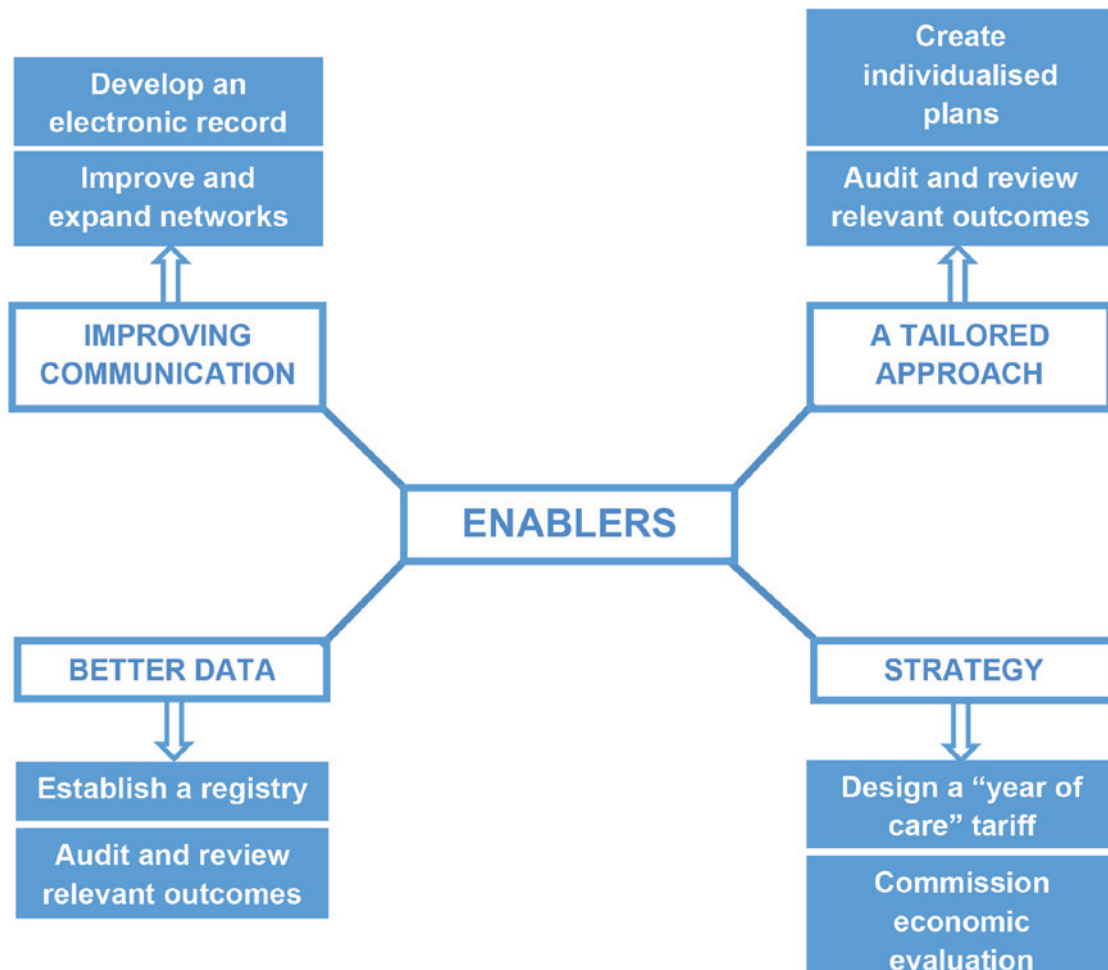 Develop an
electronic record
Improve and
expand networks
IMPROVING
COMMUNICATION
Create
individualised
plans
Audit and review
relevant outcomes
A TAILORED
APPROACH
ENABLERS
BETTER DATA
Establish a registry
Audit and review
relevant outcomes
STRATEGY
Design a “year of
care” tariff
Commission
economic
evaluation